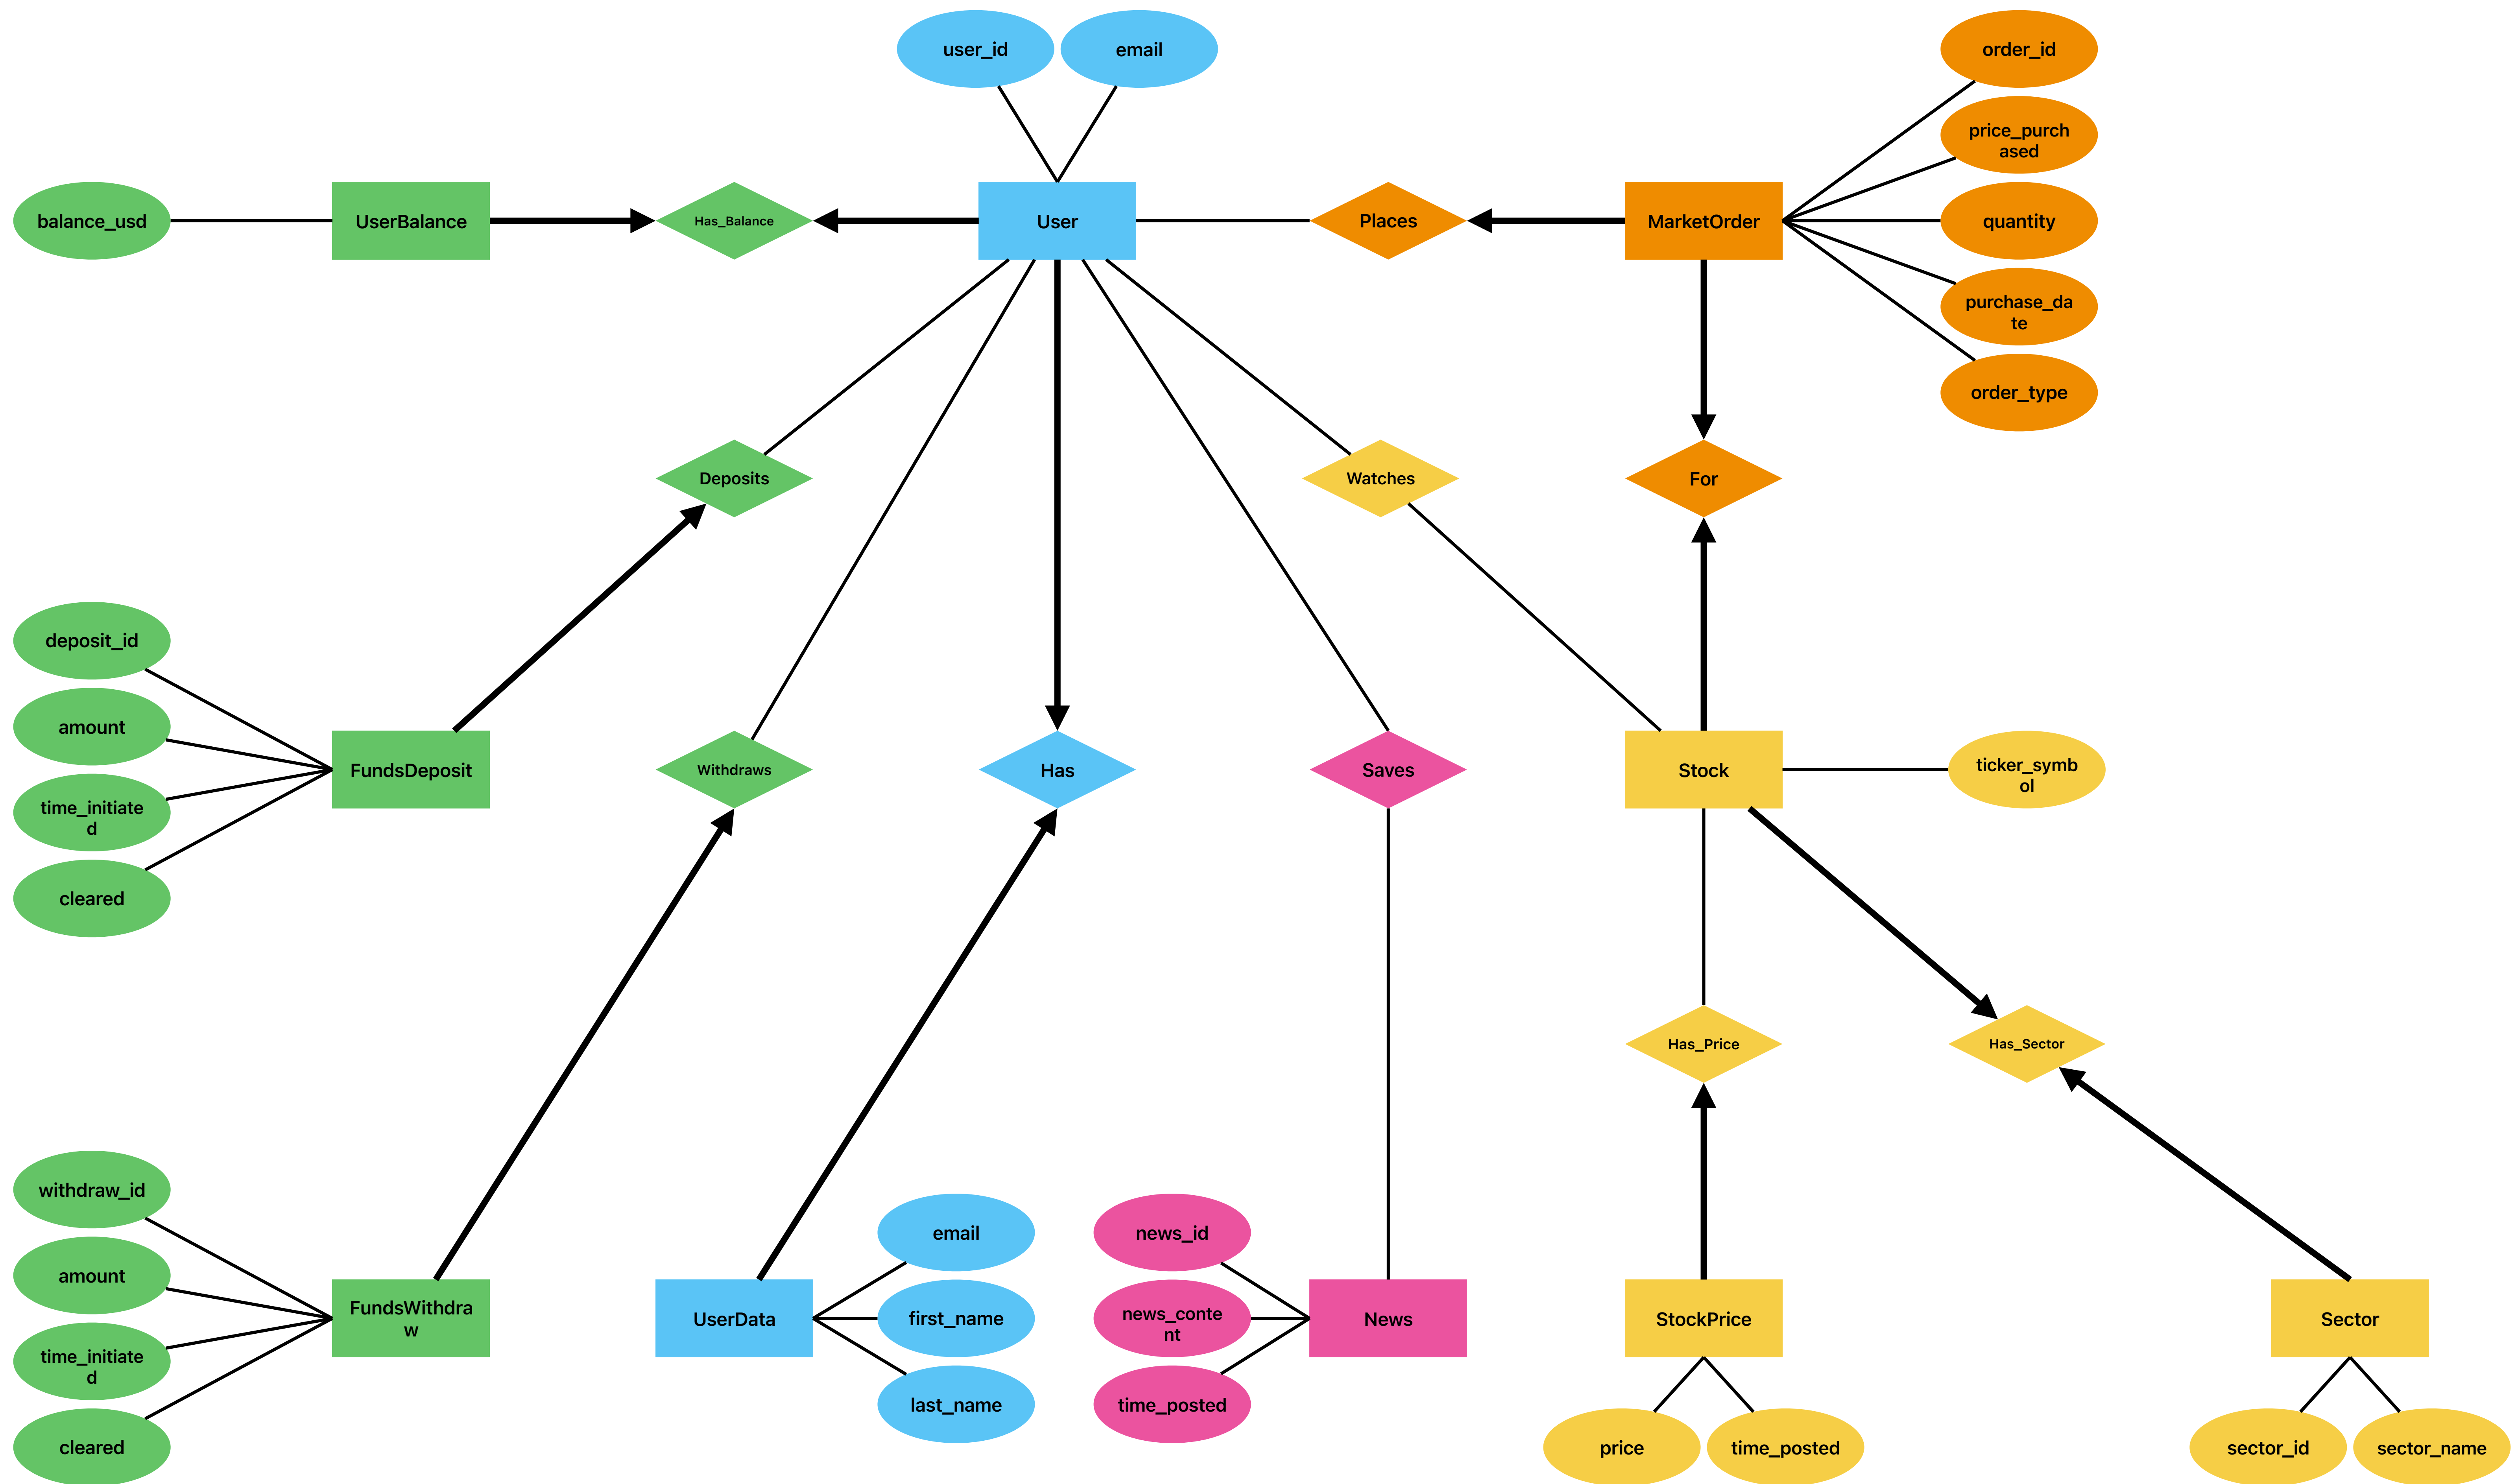 user_id
email
order_id
price_purch
ased
balance_usd
UserBalance
Has_Balance
User
Places
MarketOrder
quantity
purchase_da
te
order_type
Deposits
Watches
For
deposit_id
amount
time_initiate
d
cleared
FundsDeposit
Withdraws
Has
Saves
Stock
ticker_symb
ol
Has_Price
Has_Sector
withdraw_id
amount
time_initiate
d
cleared
FundsWithdra
w
UserData
email
first_name
last_name
news_id
news_conte
nt
time_posted
News
StockPrice
Sector
price
time_posted
sector_id
sector_name